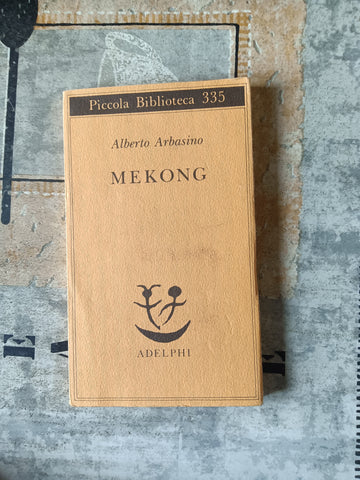 Piccola Biblioteca 335
Alberto Arbasino
MEKONG
ADELPHI